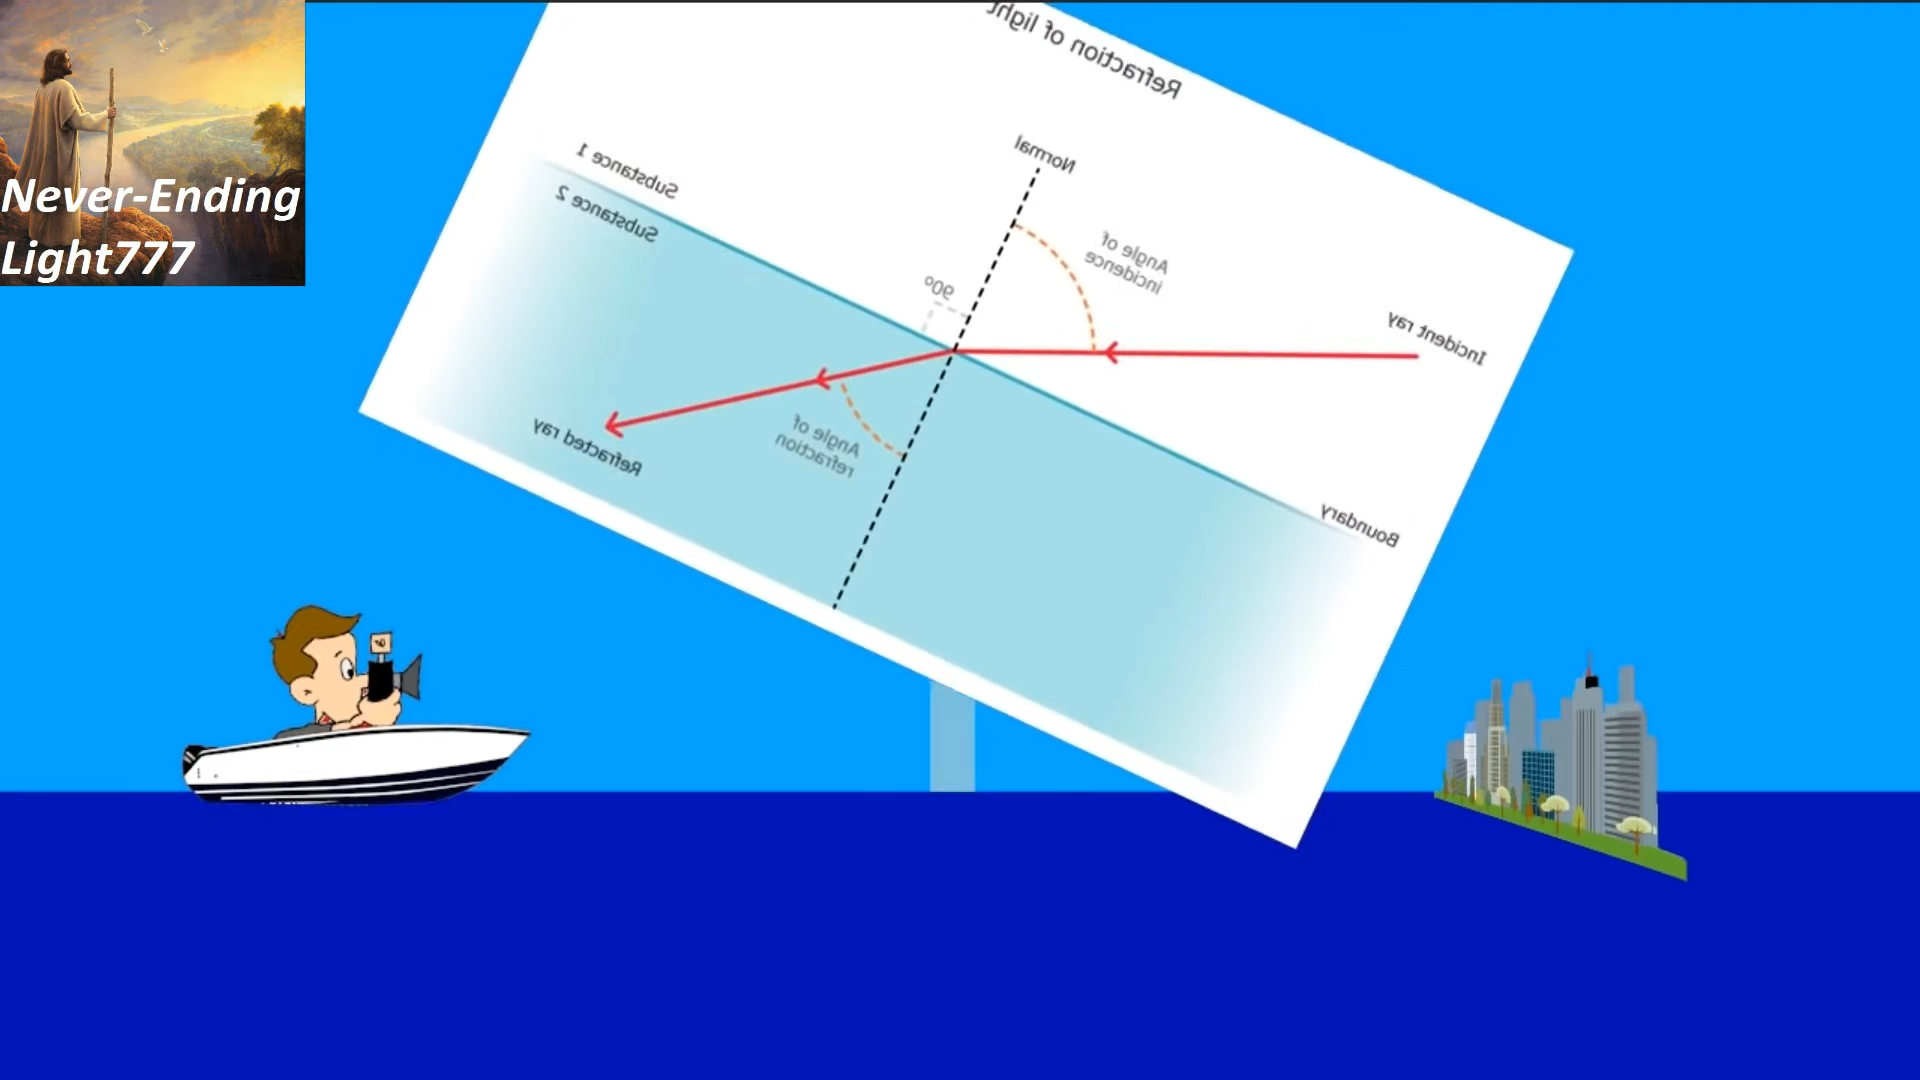 Never-Ending
Light777
Refraction of light
Normal
Substance 1
Substance 2
Angle of
incidence
90°
Incident ray
Angle of
refraction
Refracted ray
Boundary